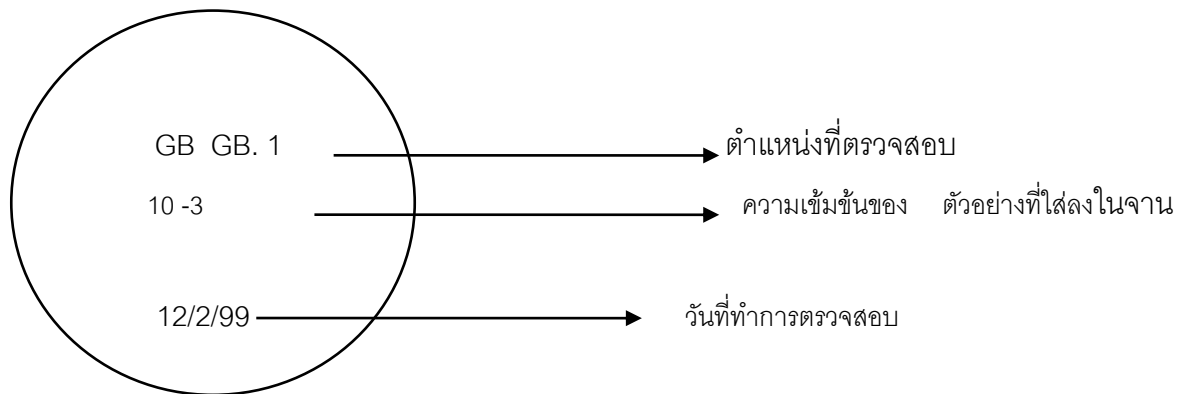 GB GB. 1 ตำแหน่งที่ตรวจสอบ
10 -3 ความเข้มข้นของ ตัวอย่างที่ใส่ลงในจาน
12/2/99 วันที่ทำการตรวจสอบ